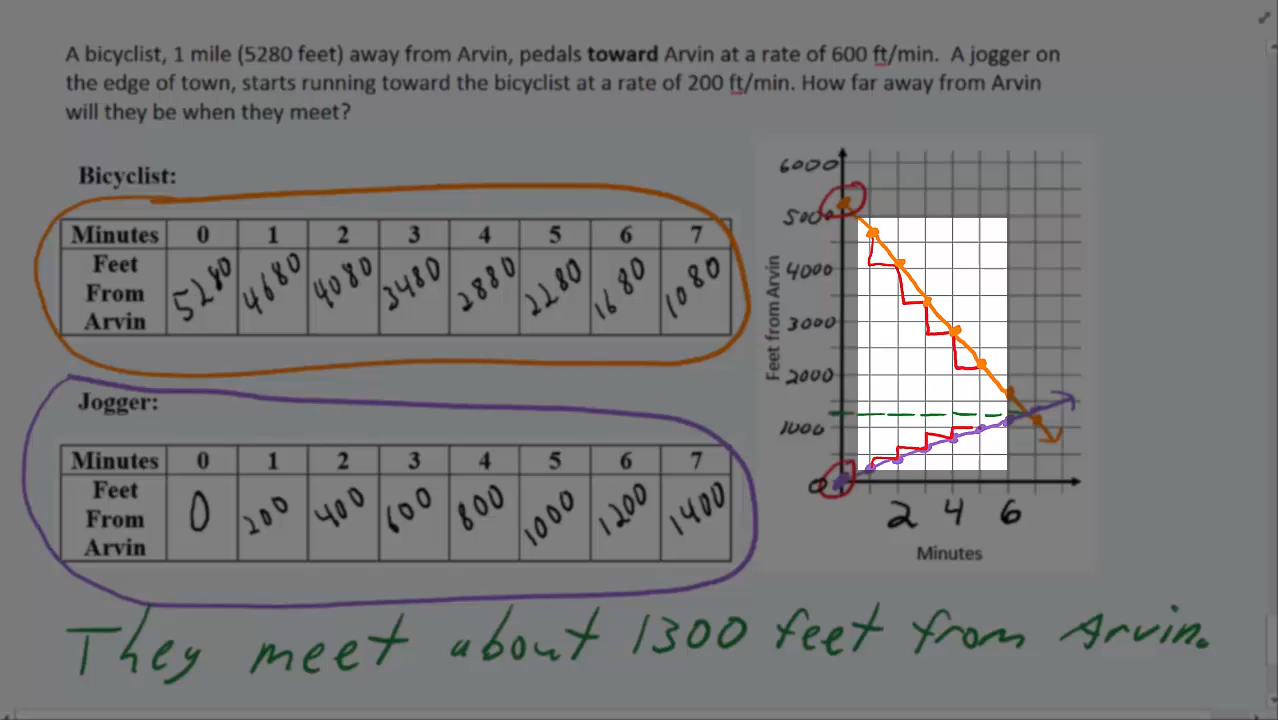 A bicyclist, 1 mile (5280 feet) away from Arvin, pedals toward Arvin at a rate of 600 ft/min. A jogger on
the edge of town, starts running toward the bicyclist at a rate of 200 ft/min. How far away from Arvin
will they be when they meet?
Bicyclist:
Minutes 0 1 2 3 4 5 6 7
Feet From Arvin 5280 4680 4080 3480 2880 2280 1680 1080
Jogger:
Minutes 0 1 2 3 4 5 6 7
Feet From Arvin 0 200 400 600 800 1000 1200 1400
6000
5000
4000
3000
2000
1000
0
Feet from Arvin
2 4 6
Minutes
They meet about 1300 feet from Arvin.